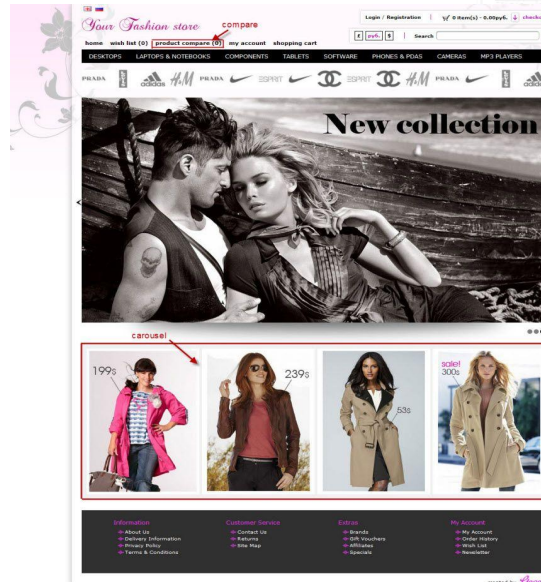 Your Fashion store
compare
Login / Registration | 0 item(s) - 0.00руб.
£ руб. $ | Search
home wish list (0) product compare (0) my account shopping cart
DESKTOPS LAPTOPS & NOTEBOOKS COMPONENTS TABLETS SOFTWARE PHONES & PDAS CAMERAS MP3 PLAYERS
PRADA adidas H&M PRADA ESPRIT ESPRIT H&M PRADA
New collection
carousel
199$
239$
53$
sale!
300$
Information Customer Service Extras My Account
About Us Contact Us Brands My Account
Delivery Information Returns Gift Vouchers Order History
Privacy Policy Site Map Affiliates Wish List
Terms & Conditions Specials Newsletter